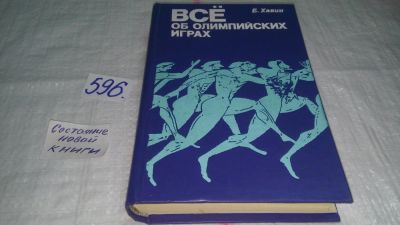 Б. Хавин
ВСЁ
ОБ ОЛИМПИЙСКИХ
ИГРАХ
596.
Состояние
новой
книги